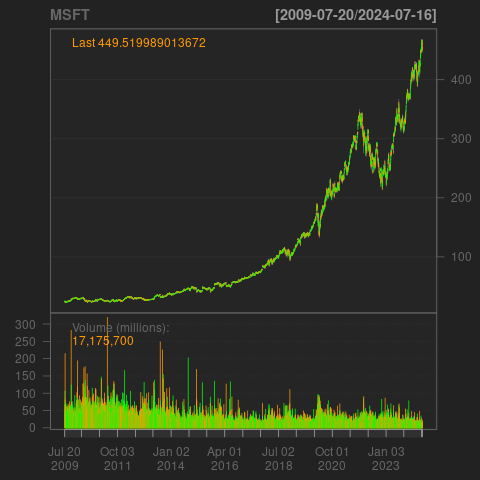 MSFT [2009-07-20/2024-07-16]
Last 449.519989013672
400
300
200
100
Volume (millions):
17,175,700
300
250
200
150
100
50
0
Jul 20 Oct 03 Jan 02 Apr 01 Jul 02 Oct 01 Jan 03
2009 2011 2014 2016 2018 2020 2023